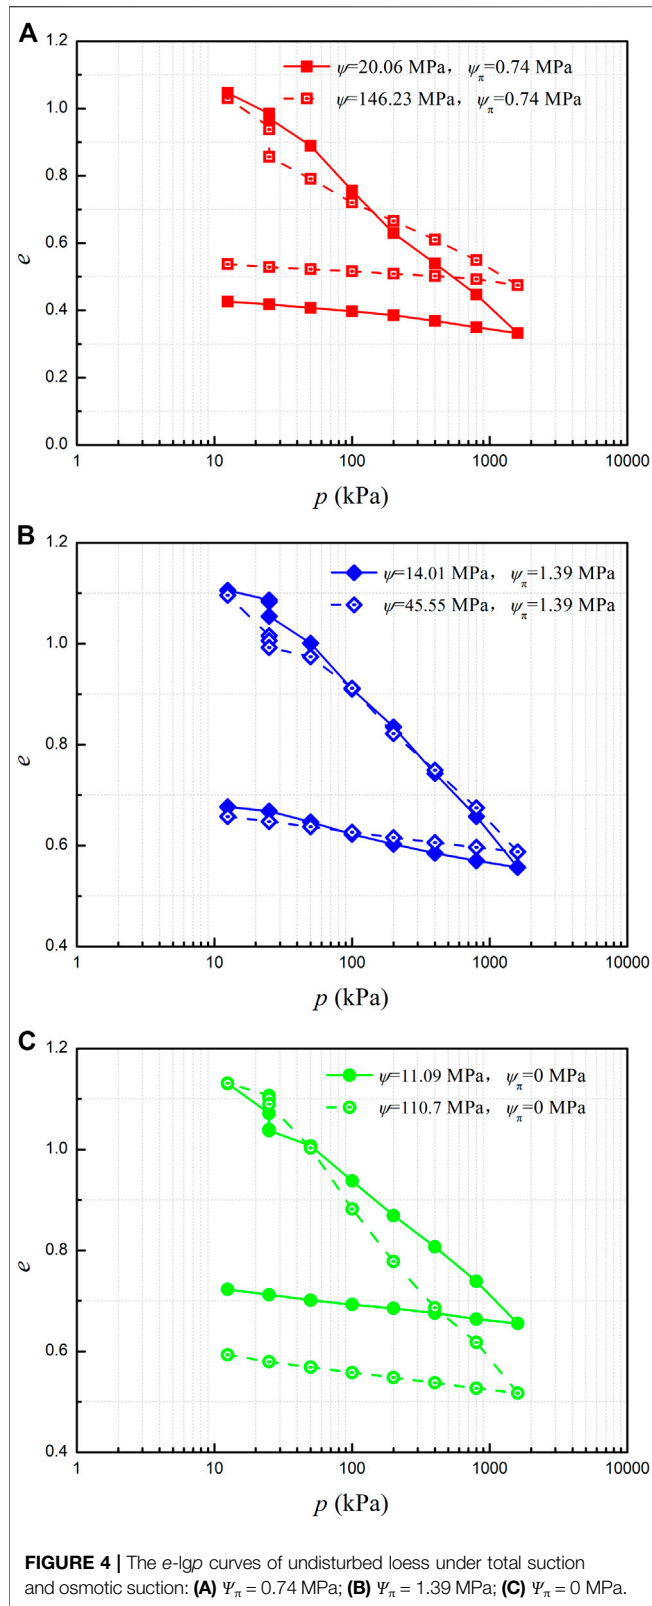 A
1.2
1.0
0.8
0.6
0.4
0.2
0.0
e
ψ=20.06 MPa, ψπ=0.74 MPa
ψ=146.23 MPa, ψπ=0.74 MPa
1 10 100 1000 10000
p (kPa)
B
1.2
1.0
0.8
0.6
0.4
e
ψ=14.01 MPa, ψπ=1.39 MPa
ψ=45.55 MPa, ψπ=1.39 MPa
1 10 100 1000 10000
p (kPa)
C
1.2
1.0
0.8
0.6
0.4
e
ψ=11.09 MPa, ψπ=0 MPa
ψ=110.7 MPa, ψπ=0 MPa
1 10 100 1000 10000
p (kPa)
FIGURE 4 | The e-lgp curves of undisturbed loess under total suction
and osmotic suction: (A) Ψπ = 0.74 MPa; (B) Ψπ = 1.39 MPa; (C) Ψπ = 0 MPa.